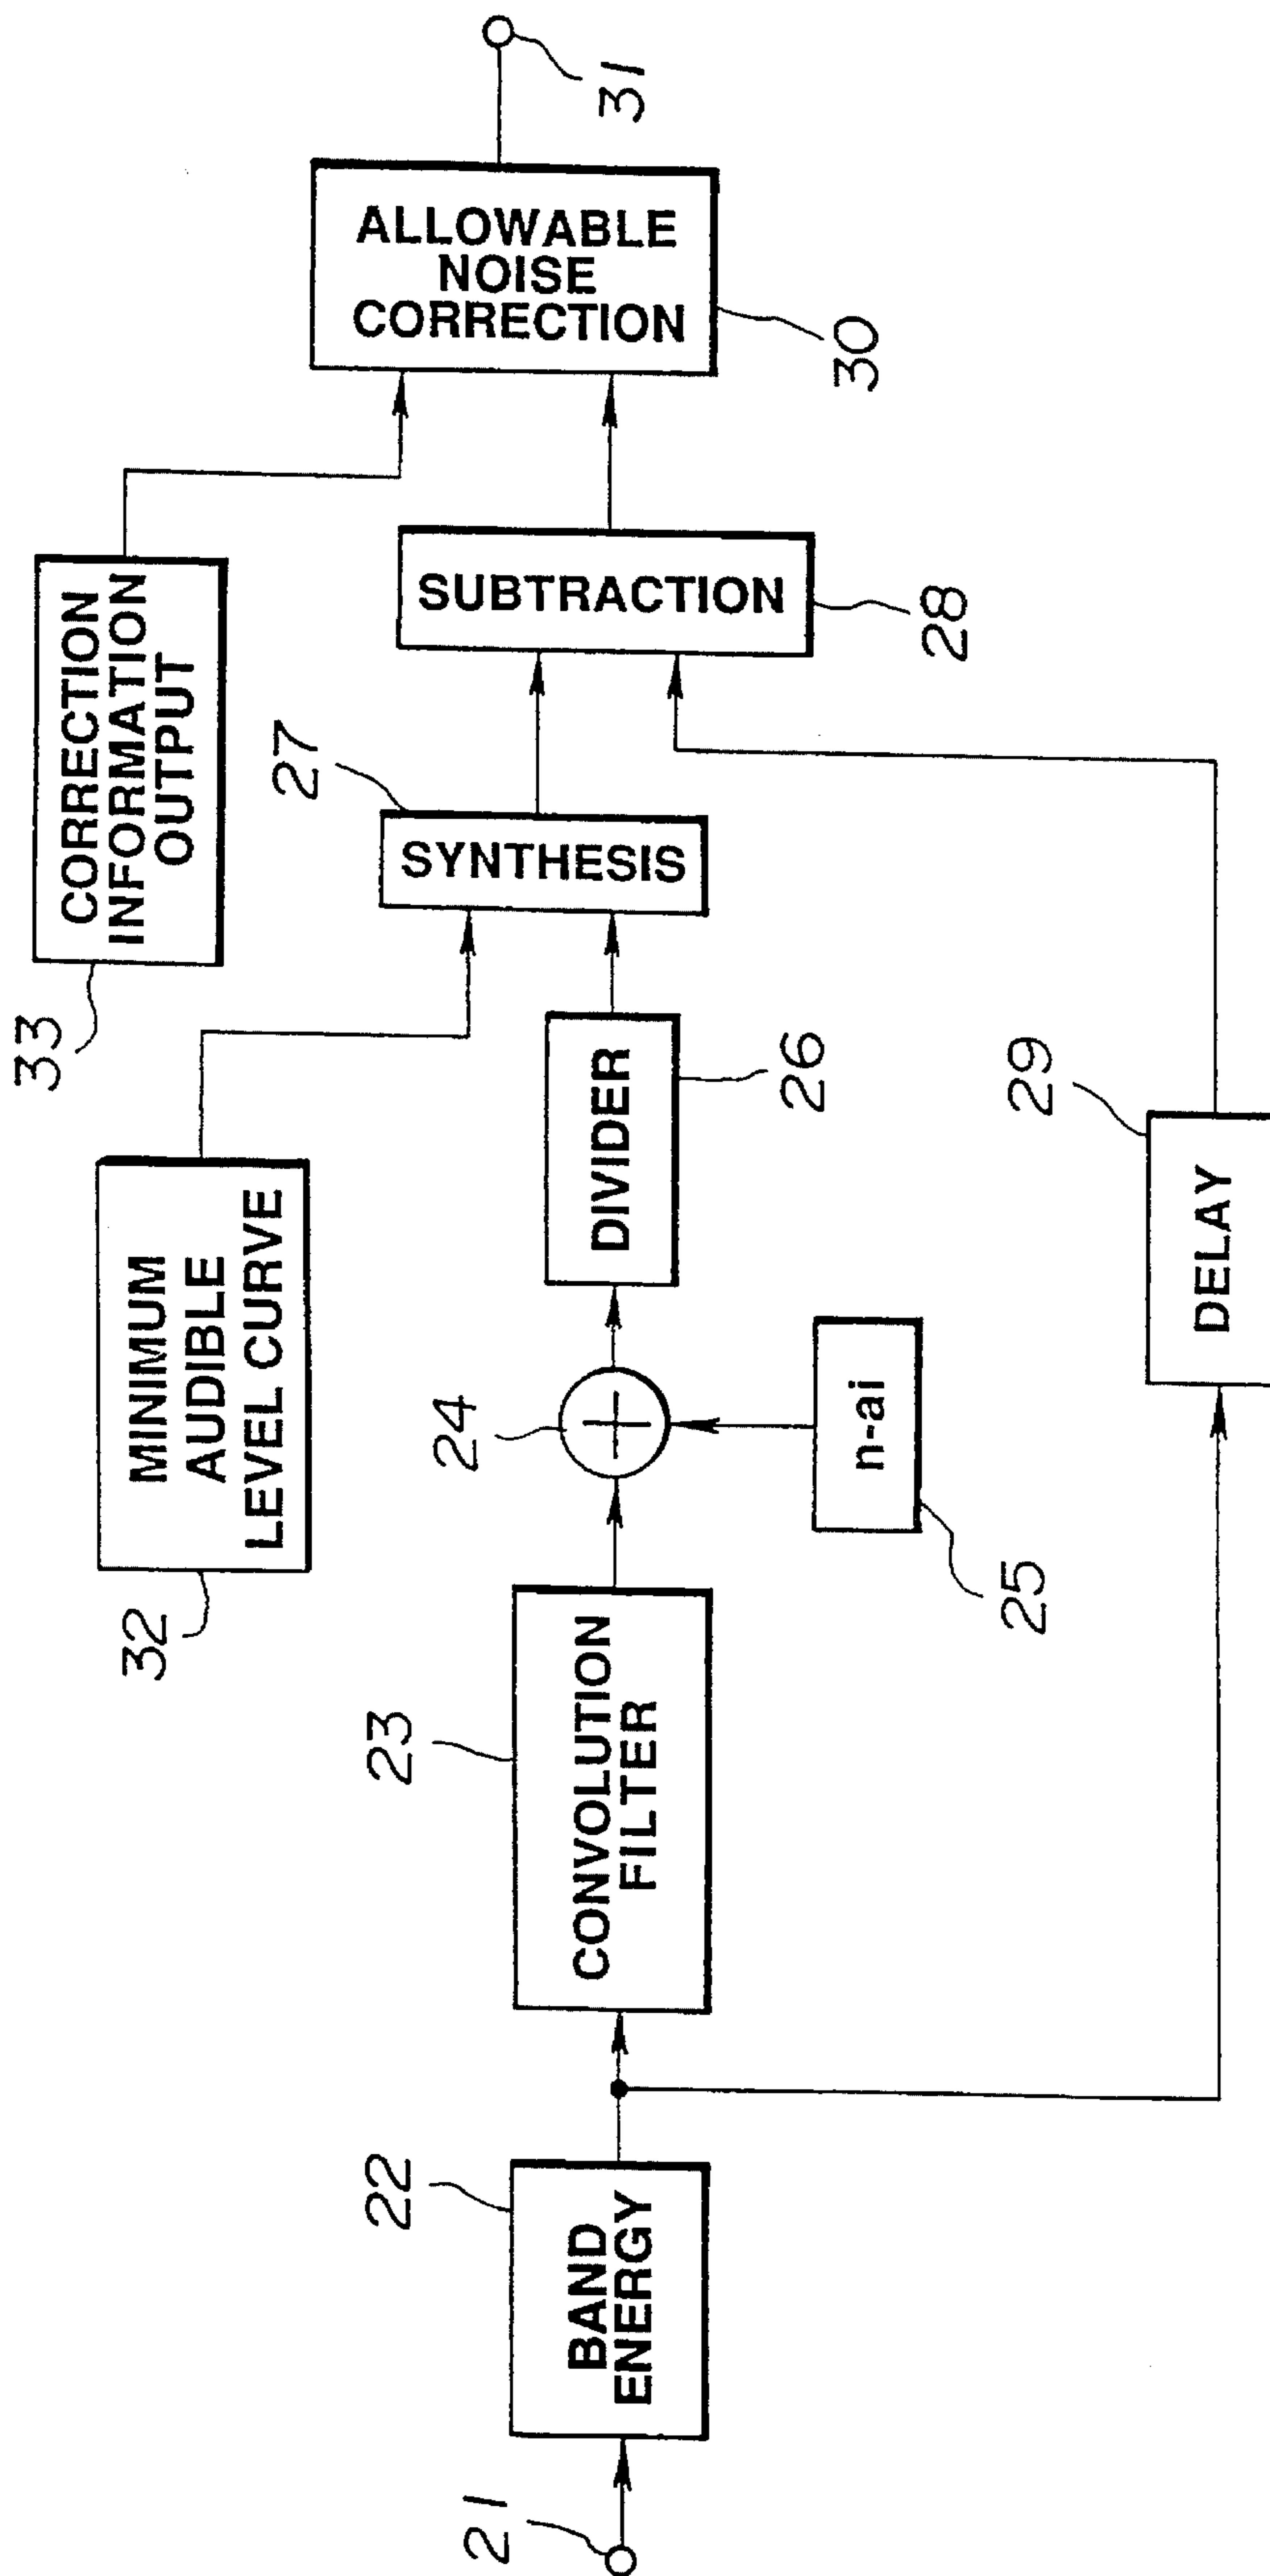 21
22
BAND
ENERGY
23
CONVOLUTION
FILTER
24
25
n-ai
26
DIVIDER
32
MINIMUM
AUDIBLE
LEVEL CURVE
27
SYNTHESIS
29
DELAY
28
SUBTRACTION
33
CORRECTION
INFORMATION
OUTPUT
30
ALLOWABLE
NOISE
CORRECTION
31